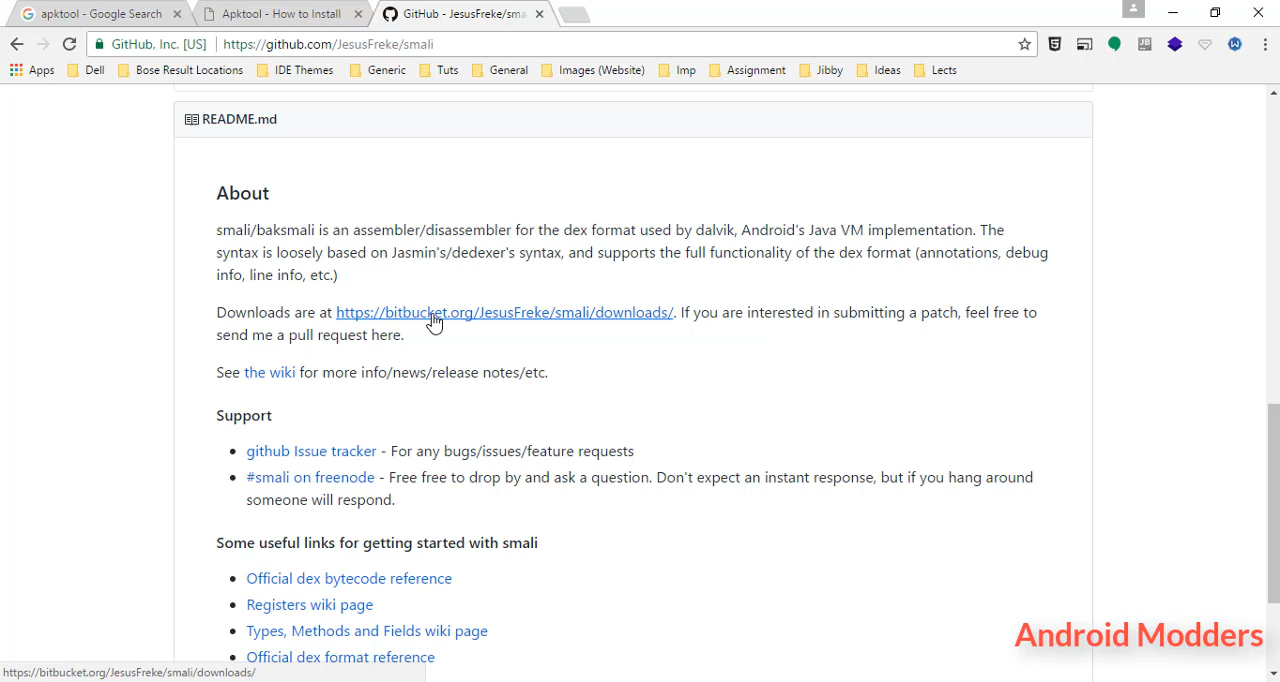 apktool - Google Search
Apktool - How to Install
GitHub - JesusFreke/sma
GitHub, Inc. [US] https://github.com/JesusFreke/smali
Apps Dell Bose Result Locations IDE Themes Generic Tuts General Images (Website) Imp Assignment Jibby Ideas Lects
README.md
About
smali/baksmali is an assembler/disassembler for the dex format used by dalvik, Android's Java VM implementation. The
syntax is loosely based on Jasmin's/dedexer's syntax, and supports the full functionality of the dex format (annotations, debug
info, line info, etc.)
Downloads are at https://bitbucket.org/JesusFreke/smali/downloads/. If you are interested in submitting a patch, feel free to
send me a pull request here.
See the wiki for more info/news/release notes/etc.
Support
github Issue tracker - For any bugs/issues/feature requests
#smali on freenode - Free free to drop by and ask a question. Don't expect an instant response, but if you hang around
someone will respond.
Some useful links for getting started with smali
Official dex bytecode reference
Registers wiki page
Types, Methods and Fields wiki page
Official dex format reference
Android Modders
https://bitbucket.org/JesusFreke/smali/downloads/